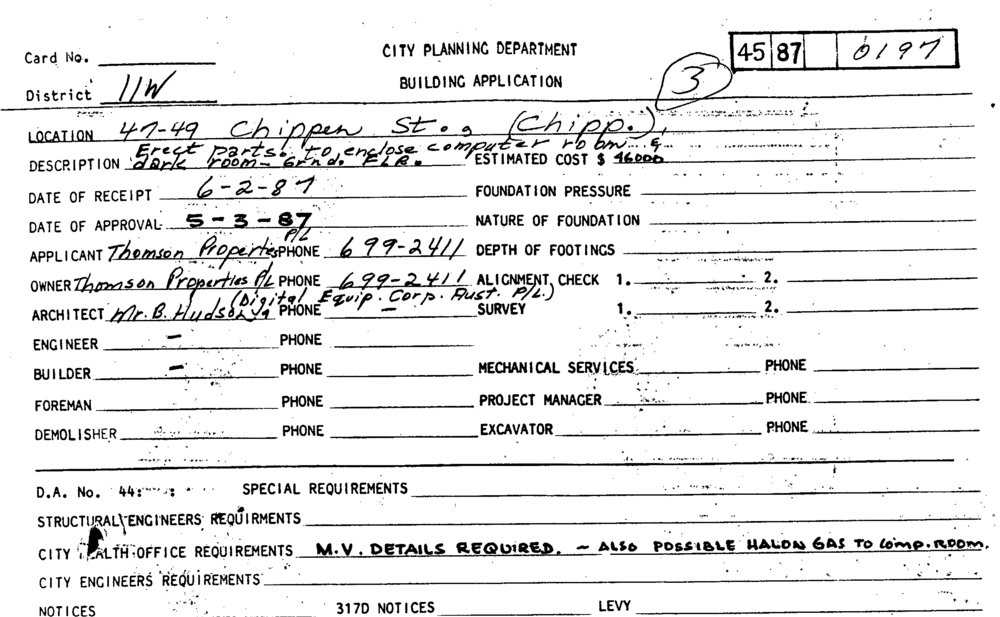 Card No.
CITY PLANNING DEPARTMENT
45 87 0197
District 11W
BUILDING APPLICATION
3
LOCATION 47-49 Chippen St., (Chipp.),
DESCRIPTION Erect parts. to enclose computer room &
dark room - Grnd. FLR. ESTIMATED COST $ 46000
DATE OF RECEIPT 6-2-87 FOUNDATION PRESSURE
DATE OF APPROVAL 5-3-87 NATURE OF FOUNDATION
APPLICANT Thomson Properties P/L PHONE 699-2411 DEPTH OF FOOTINGS
OWNER Thomson Properties P/L PHONE 699-2411 ALIGNMENT CHECK 1. 2.
(Digital Equip. Corp. Aust. P/L.)
ARCHITECT Mr. B. Hudson PHONE - SURVEY 1. 2.
ENGINEER - PHONE
BUILDER - PHONE MECHANICAL SERVICES PHONE
FOREMAN PHONE PROJECT MANAGER PHONE
DEMOLISHER PHONE EXCAVATOR PHONE
D.A. No. 44: : SPECIAL REQUIREMENTS
STRUCTURAL ENGINEERS REQUIRMENTS
CITY HEALTH OFFICE REQUIREMENTS M.V. DETAILS REQUIRED. ~ ALSO POSSIBLE HALON GAS TO COMP. ROOM.
CITY ENGINEERS REQUIREMENTS
NOTICES 317D NOTICES LEVY